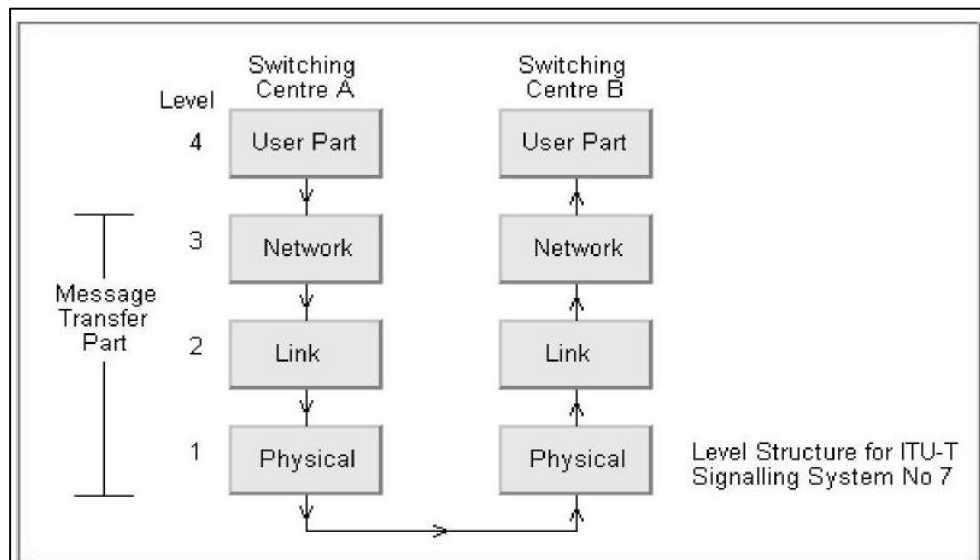 Switching
Centre A
Switching
Centre B
Level
4
User Part
User Part
3
Network
Network
Message
Transfer
Part
2
Link
Link
1
Physical
Physical
Level Structure for ITU-T
Signalling System No 7